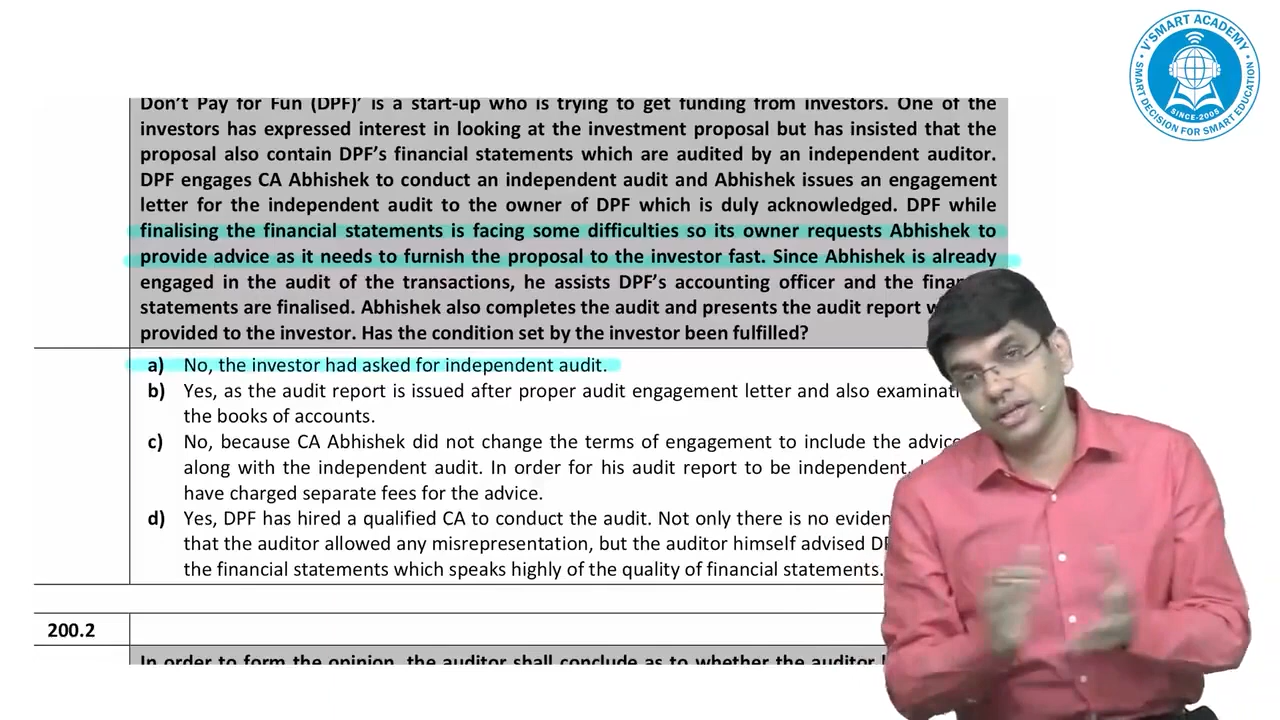 V'SMART ACADEMY
SMART DECISION FOR SMART EDUCATION
SINCE-2005
Don't Pay for Fun (DPF)' is a start-up who is trying to get funding from investors. One of the
investors has expressed interest in looking at the investment proposal but has insisted that the
proposal also contain DPF's financial statements which are audited by an independent auditor.
DPF engages CA Abhishek to conduct an independent audit and Abhishek issues an engagement
letter for the independent audit to the owner of DPF which is duly acknowledged. DPF while
finalising the financial statements is facing some difficulties so its owner requests Abhishek to
provide advice as it needs to furnish the proposal to the investor fast. Since Abhishek is already
engaged in the audit of the transactions, he assists DPF's accounting officer and the
statements are finalised. Abhishek also completes the audit and presents the audit report
provided to the investor. Has the condition set by the investor been fulfilled?
a) No, the investor had asked for independent audit.
b) Yes, as the audit report is issued after proper audit engagement letter and also
the books of accounts.
c) No, because CA Abhishek did not change the terms of engagement to include the
along with the independent audit. In order for his audit report to be independent,
have charged separate fees for the advice.
d) Yes, DPF has hired a qualified CA to conduct the audit. Not only there is no
that the auditor allowed any misrepresentation, but the auditor himself advised
the financial statements which speaks highly of the quality of financial statements.
200.2
In order to form the opinion, the auditor shall conclude as to whether the auditor